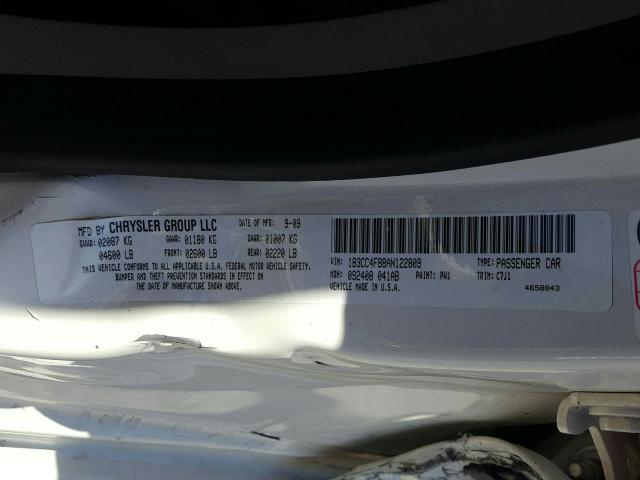 MFD BY CHRYSLER GROUP LLC DATE OF MFR: 9-09
GVWR: 02087 KG GAWR: 01180 KG GAWR: 01007 KG
04600 LB FRONT: 02600 LB REAR: 02220 LB
THIS VEHICLE CONFORMS TO ALL APPLICABLE U.S.A. FEDERAL MOTOR VEHICLE SAFETY,
BUMPER AND THEFT PREVENTION STANDARDS IN EFFECT ON
THE DATE OF MANUFACTURE SHOWN ABOVE.
VIN: 1B3CC4FB8AN122809 TYPE: PASSENGER CAR
MDH: 092408 041AB PAINT: PW1 TRIM: C7J1
VEHICLE MADE IN U.S.A. 4658043